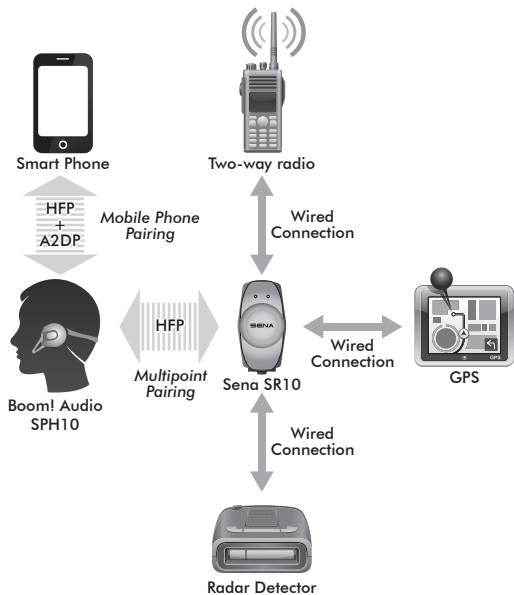 Smart Phone
Two-way radio
HFP
+
A2DP
Mobile Phone
Pairing
Wired
Connection
HFP
SENA
Multipoint
Pairing
Sena SR10
Wired
Connection
GPS
GPS
Boom! Audio
SPH10
Wired
Connection
Radar Detector